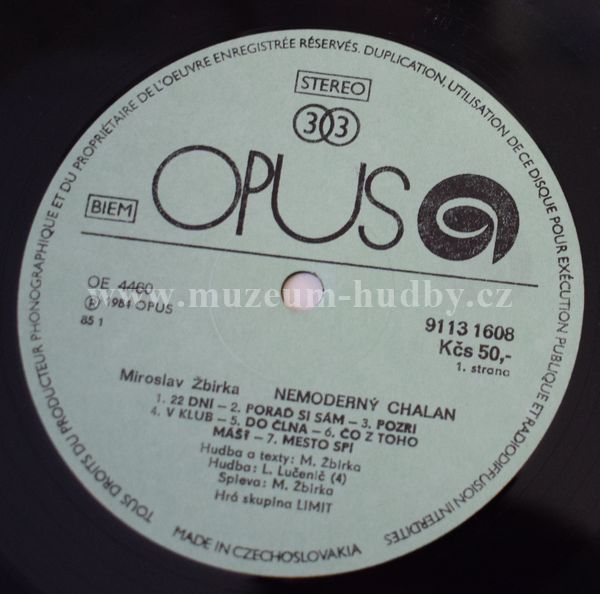 TOUS DROITS DU PRODUCTEUR PHONOGRAPHIQUE ET DU PROPRIÉTAIRE DE L'OEUVRE ENREGISTRÉE RÉSERVÉS. DUPLICATION, UTILISATION DE CE DISQUE POUR EXÉCUTION PUBLIQUE ET RADIODIFFUSION INTERDITES
STEREO
33
OPUS
BIEM
OE 4460
Ⓟ 1984 OPUS
85 1
www.muzeum-hudby.cz
9113 1608
Kčs 50,-
1. strana
Miroslav Žbirka NEMODERNÝ CHALAN
1. 22 DNÍ – 2. PORAĎ SI SÁM – 3. POZRI
4. V KLUB – 5. DO ČLNA – 6. ČO Z TOHO
MÁŠ? – 7. MESTO SPÍ
Hudba a texty: M. Žbirka
Hudba: L. Lučenič (4)
Spieva: M. Žbirka
Hrá skupina LIMIT
MADE IN CZECHOSLOVAKIA